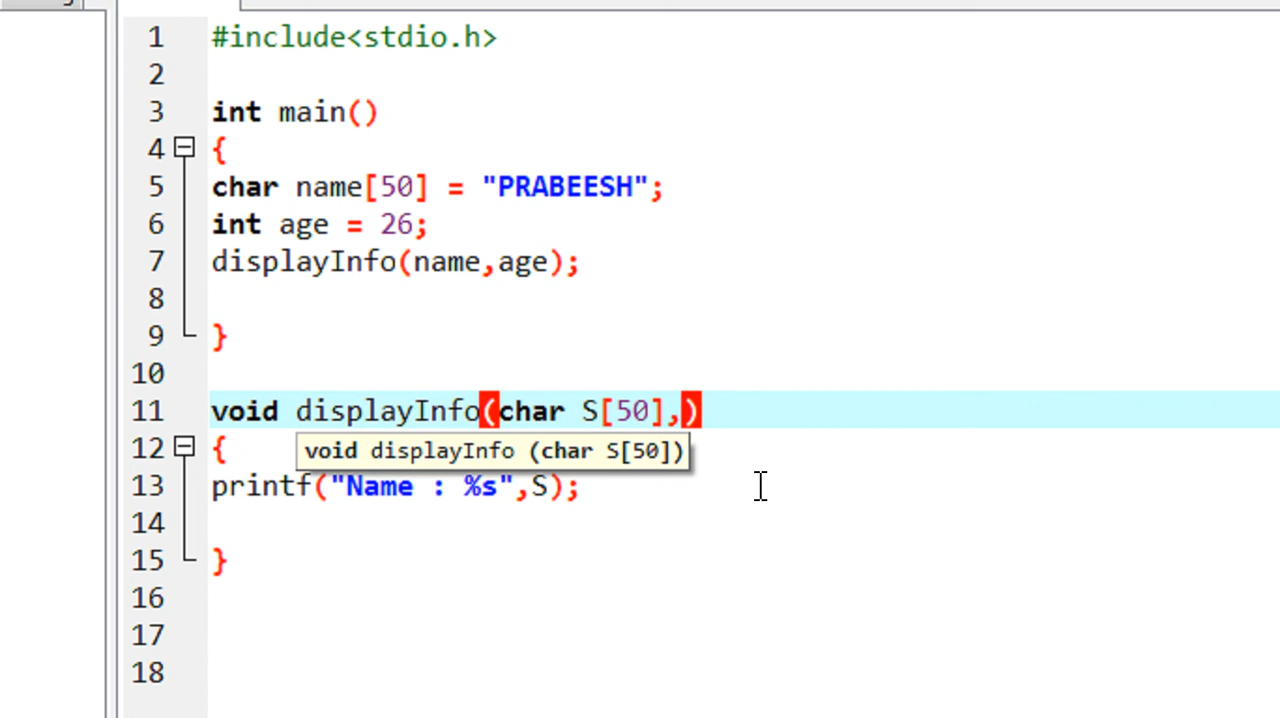 1 #include<stdio.h>
2
3 int main()
4 {
5 char name[50] = "PRABEESH";
6 int age = 26;
7 displayInfo(name,age);
8
9 }
10
11 void displayInfo(char S[50],)
12 {
void displayInfo (char S[50])
13 printf("Name : %s",S);
14
15 }
16
17
18